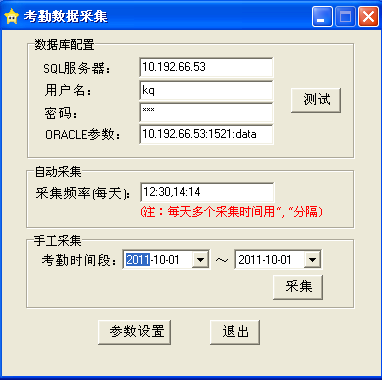 考勤数据采集
数据库配置
SQL服务器： 10.192.66.53
用户名： kq
测试
密码： ***
ORACLE参数： 10.192.66.53:1521:data
自动采集
采集频率(每天)： 12:30,14:14
(注：每天多个采集时间用“,”分隔)
手工采集
考勤时间段： 2011-10-01 ～ 2011-10-01
采集
参数设置 退出